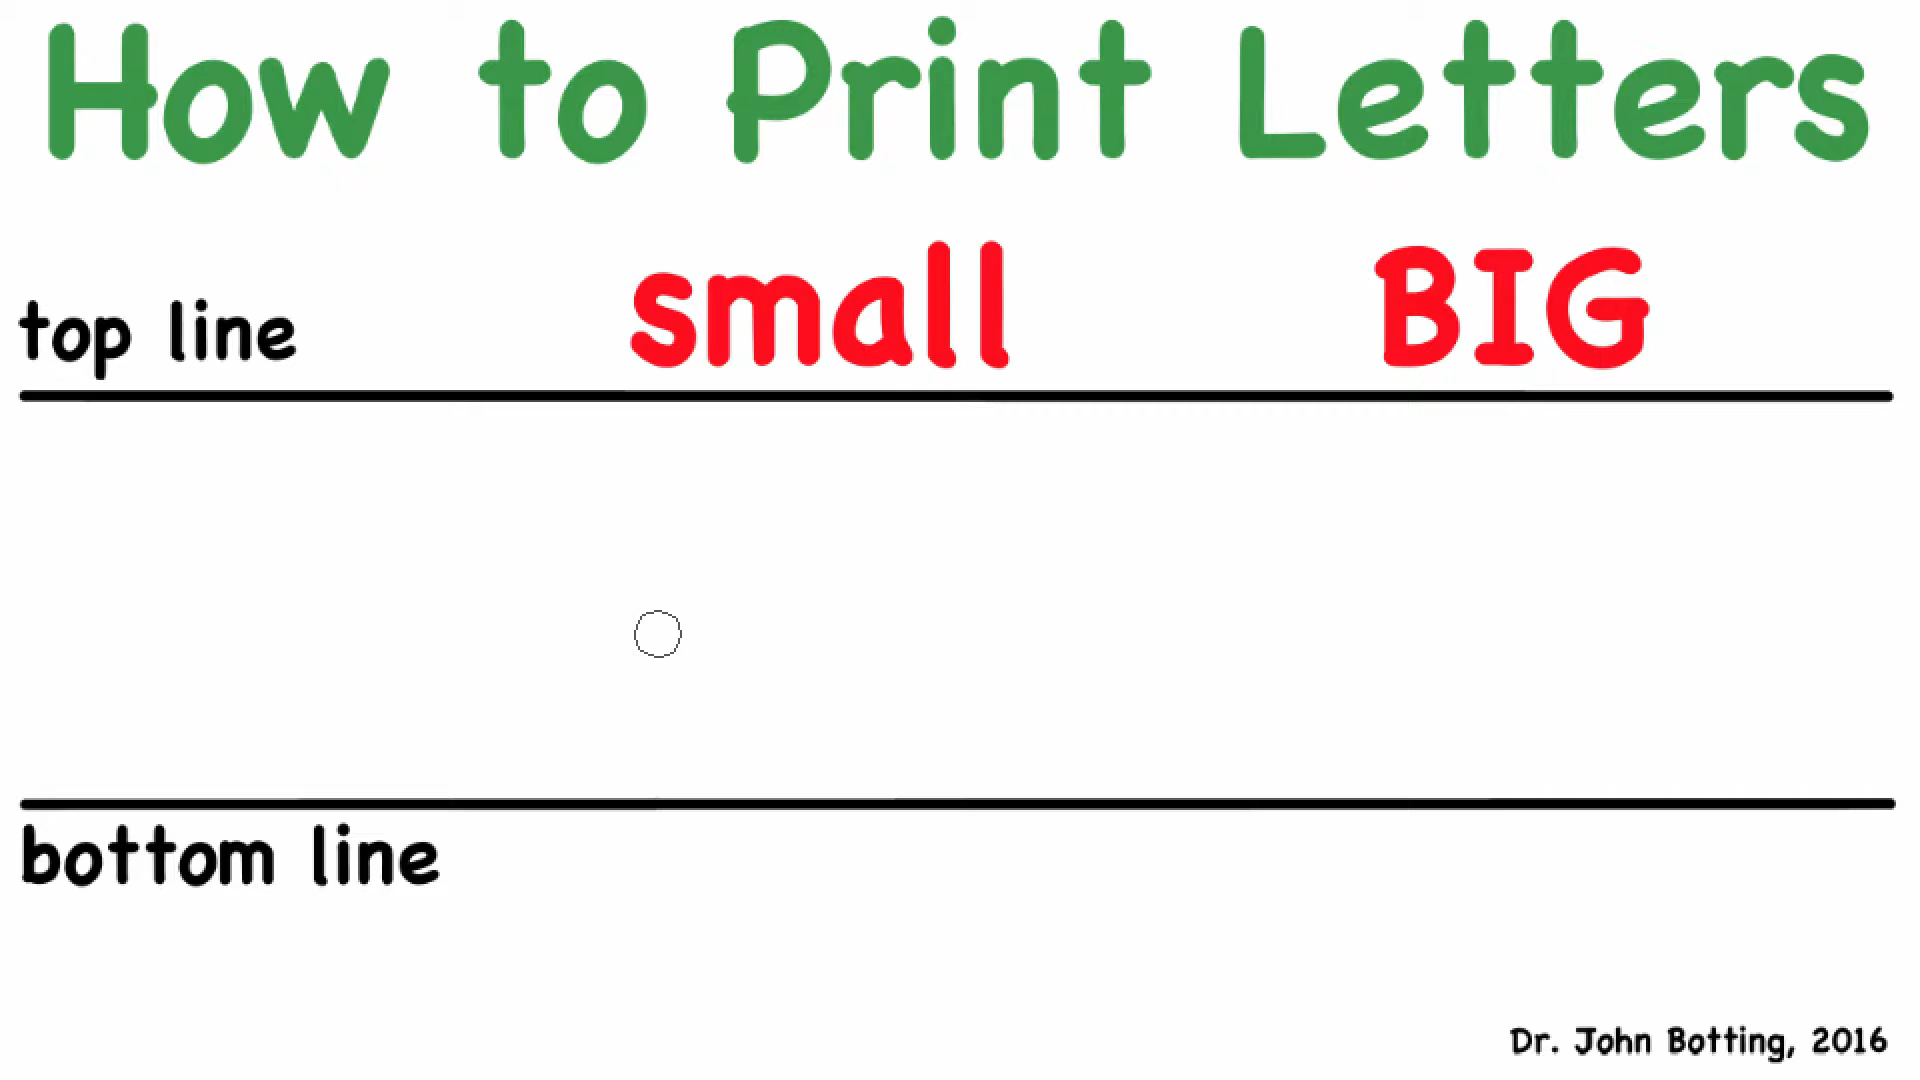 How to Print Letters
small BIG
top line
bottom line
Dr. John Botting, 2016